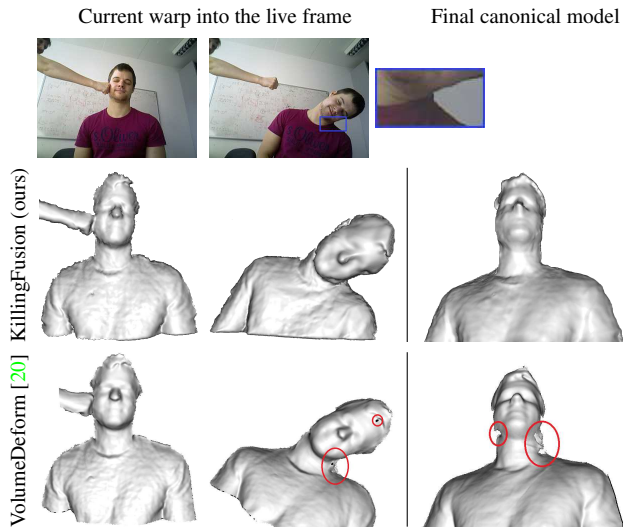 Current warp into the live frame
Final canonical model
KillingFusion (ours)
VolumeDeform [20]